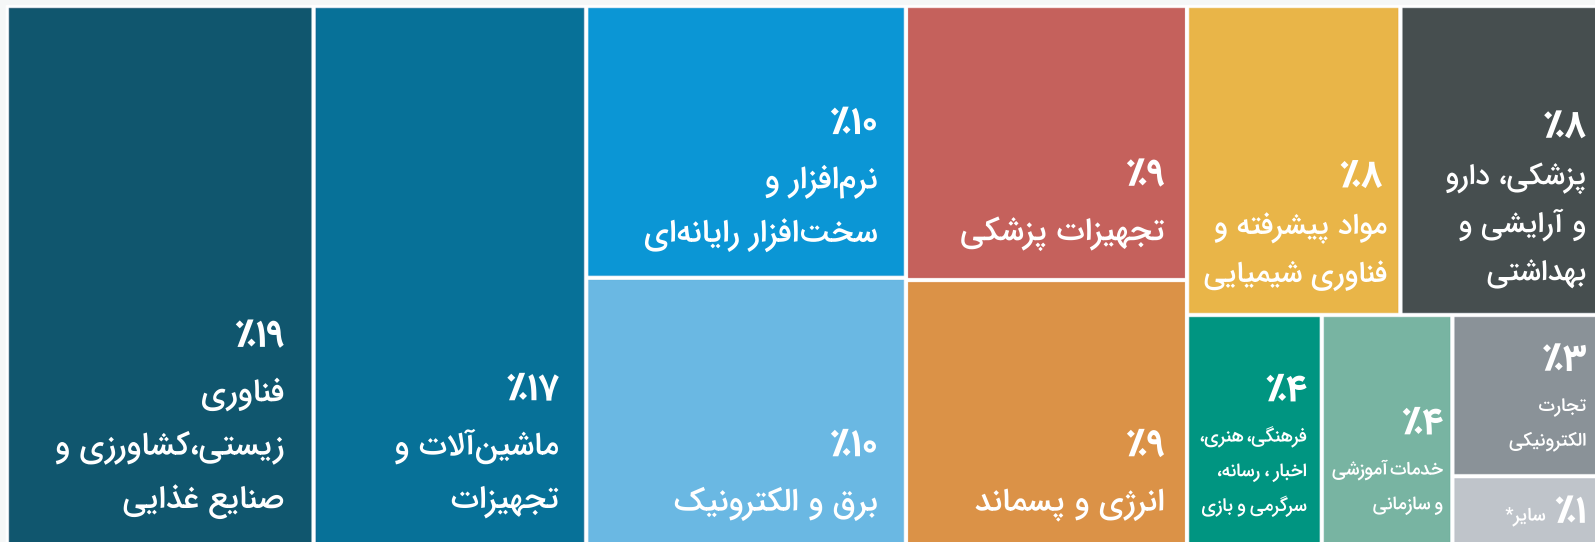 ٪۱۹
فناوری
زیستی،کشاورزی و
صنایع غذایی
٪۱۷
ماشین‌آلات و
تجهیزات
٪۱۰
نرم‌افزار و
سخت‌افزار رایانه‌ای
٪۱۰
برق و الکترونیک
٪۹
تجهیزات پزشکی
٪۹
انرژی و پسماند
٪۸
مواد پیشرفته و
فناوری شیمیایی
٪۸
پزشکی، دارو
و آرایشی و
بهداشتی
٪۴
فرهنگی، هنری،
اخبار ، رسانه،
سرگرمی و بازی
٪۴
خدمات آموزشی
و سازمانی
٪۳
تجارت
الکترونیکی
٪۱ سایر*